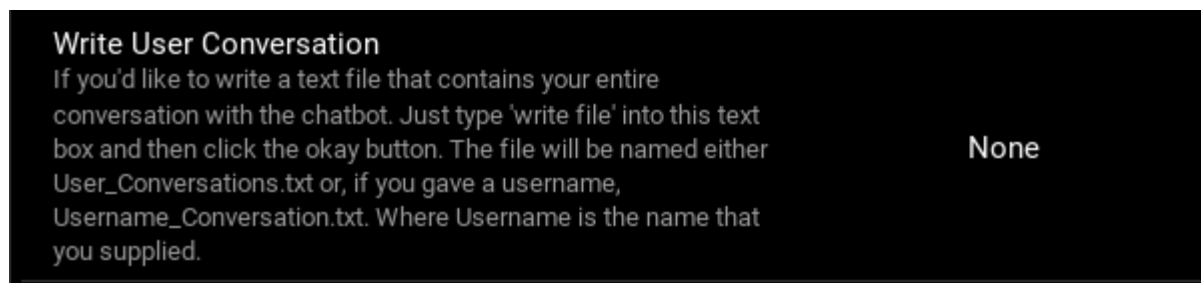 Write User Conversation
If you'd like to write a text file that contains your entire
conversation with the chatbot. Just type 'write file' into this text
box and then click the okay button. The file will be named either
User_Conversations.txt or, if you gave a username,
Username_Conversation.txt. Where Username is the name that
you supplied.
None